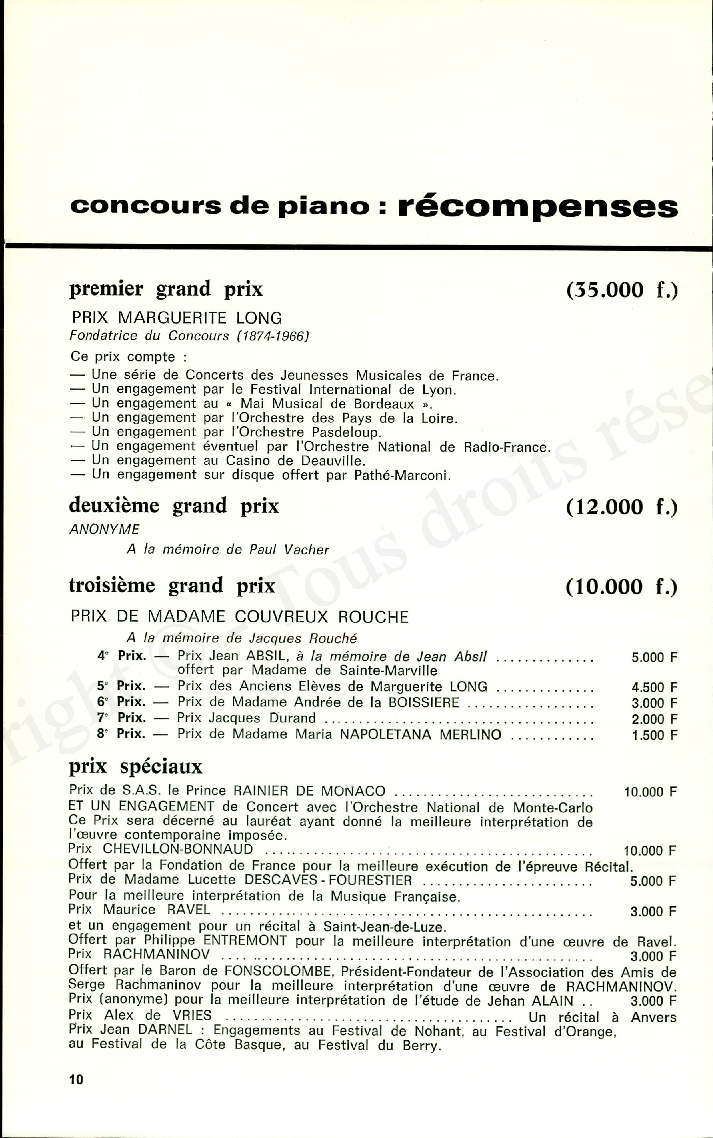 concours de piano : récompenses
premier grand prix (35.000 f.)
PRIX MARGUERITE LONG
Fondatrice du Concours (1874-1966)
Ce prix compte :
— Une série de Concerts des Jeunesses Musicales de France.
— Un engagement par le Festival International de Lyon.
— Un engagement au « Mai Musical de Bordeaux ».
— Un engagement par l'Orchestre des Pays de la Loire.
— Un engagement par l'Orchestre Pasdeloup.
— Un engagement éventuel par l'Orchestre National de Radio-France.
— Un engagement au Casino de Deauville.
— Un engagement sur disque offert par Pathé-Marconi.
deuxième grand prix (12.000 f.)
ANONYME
A la mémoire de Paul Vacher
troisième grand prix (10.000 f.)
PRIX DE MADAME COUVREUX ROUCHE
A la mémoire de Jacques Rouché
4e Prix. — Prix Jean ABSIL, à la mémoire de Jean Absil .............. 5.000 F
offert par Madame de Sainte-Marville
5e Prix. — Prix des Anciens Elèves de Marguerite LONG .............. 4.500 F
6e Prix. — Prix de Madame Andrée de la BOISSIERE .................. 3.000 F
7e Prix. — Prix Jacques Durand ..................................... 2.000 F
8e Prix. — Prix de Madame Maria NAPOLETANA MERLINO ............ 1.500 F
prix spéciaux
Prix de S.A.S. le Prince RAINIER DE MONACO ............................ 10.000 F
ET UN ENGAGEMENT de Concert avec l'Orchestre National de Monte-Carlo
Ce Prix sera décerné au lauréat ayant donné la meilleure interprétation de
l'œuvre contemporaine imposée.
Prix CHEVILLON-BONNAUD ............................................. 10.000 F
Offert par la Fondation de France pour la meilleure exécution de l'épreuve Récital.
Prix de Madame Lucette DESCAVES-FOURESTIER ........................ 5.000 F
Pour la meilleure interprétation de la Musique Française.
Prix Maurice RAVEL .................................................... 3.000 F
et un engagement pour un récital à Saint-Jean-de-Luze.
Offert par Philippe ENTREMONT pour la meilleure interprétation d'une œuvre de Ravel.
Prix RACHMANINOV .................................................... 3.000 F
Offert par le Baron de FONSCOLOMBE, Président-Fondateur de l'Association des Amis de
Serge Rachmaninov pour la meilleure interprétation d'une œuvre de RACHMANINOV.
Prix (anonyme) pour la meilleure interprétation de l'étude de Jehan ALAIN .. 3.000 F
Prix Alex de VRIES ........................................ Un récital à Anvers
Prix Jean DARNEL : Engagements au Festival de Nohant, au Festival d'Orange,
au Festival de la Côte Basque, au Festival du Berry.
10
right © - Tous droits rése